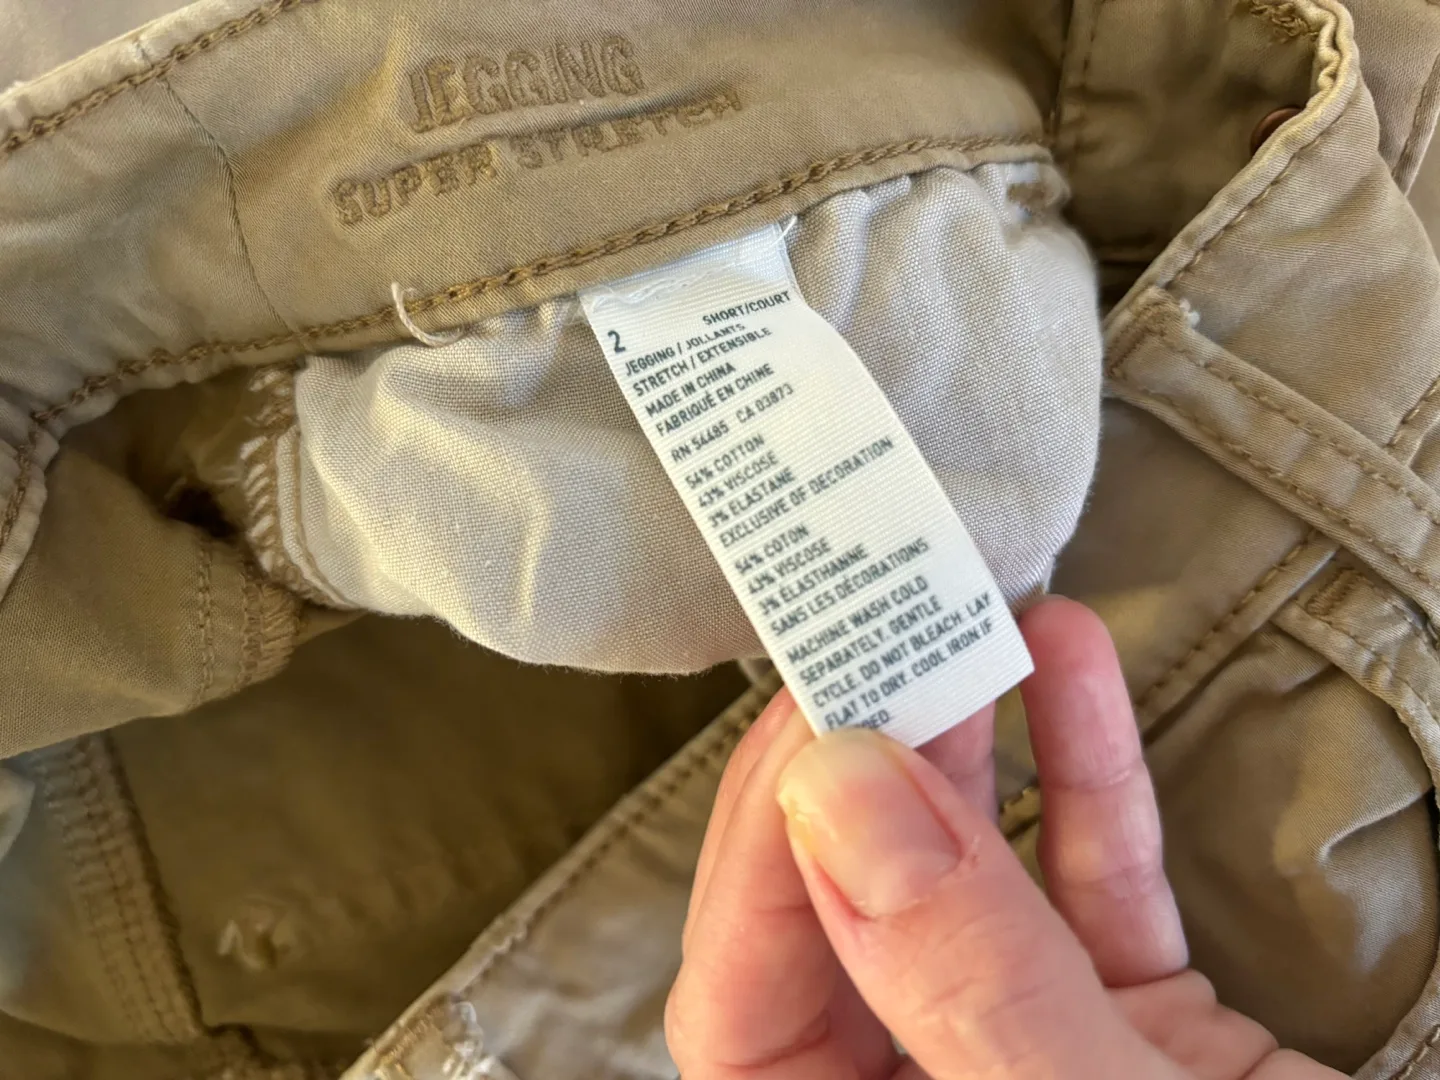 JEGGING
SUPER STRETCH
2 SHORT/COURT
JEGGING / JOLLANTS
STRETCH / EXTENSIBLE
MADE IN CHINA
FABRIQUÉ EN CHINE
RN 54485 CA 03873
54% COTTON
43% VISCOSE
3% ELASTANE
EXCLUSIVE OF DECORATION
54% COTON
43% VISCOSE
3% ÉLASTHANNE
SANS LES DÉCORATIONS
MACHINE WASH COLD
SEPARATELY. GENTLE
CYCLE. DO NOT BLEACH. LAY
FLAT TO DRY. COOL IRON IF